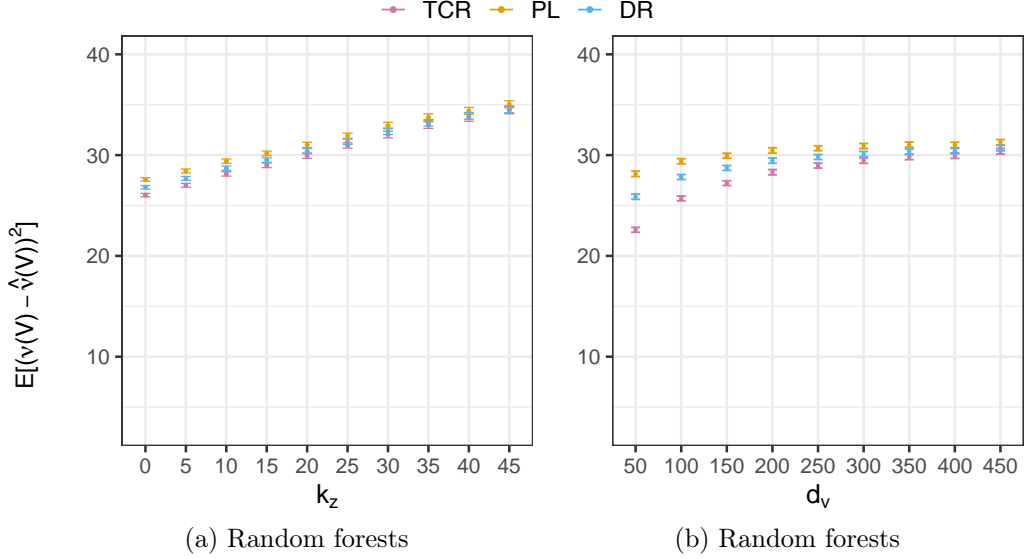 TCR PL DR
E[(ν(V) − ν̂(V))²]
40
30
20
10
0 5 10 15 20 25 30 35 40 45
k_z
(a) Random forests
40
30
20
10
50 100 150 200 250 300 350 400 450
d_v
(b) Random forests